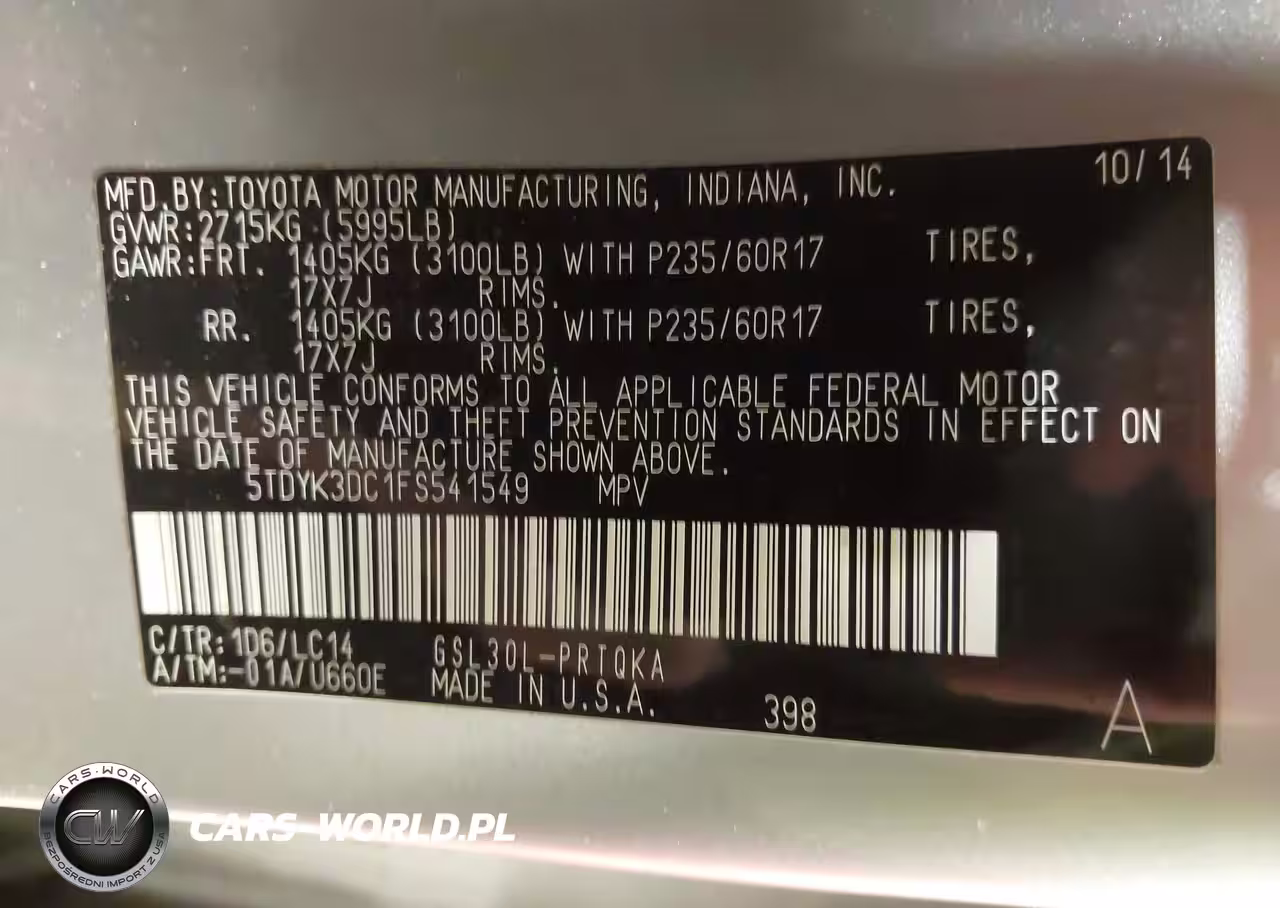 MFD.BY:TOYOTA MOTOR MANUFACTURING, INDIANA, INC. 10/14
GVWR:2715KG (5995LB)
GAWR:FRT. 1405KG (3100LB) WITH P235/60R17 TIRES,
17X7J RIMS.
RR. 1405KG (3100LB) WITH P235/60R17 TIRES,
17X7J RIMS.
THIS VEHICLE CONFORMS TO ALL APPLICABLE FEDERAL MOTOR
VEHICLE SAFETY AND THEFT PREVENTION STANDARDS IN EFFECT ON
THE DATE OF MANUFACTURE SHOWN ABOVE.
5TDYK3DC1FS541549 MPV
C/TR:1D6/LC14 GSL30L-PRTQKA
A/TM:-01A/U660E MADE IN U.S.A.
398
A
CARS-WORLD
CW
BEZPOŚREDNI IMPORT Z USA
CARS WORLD.PL